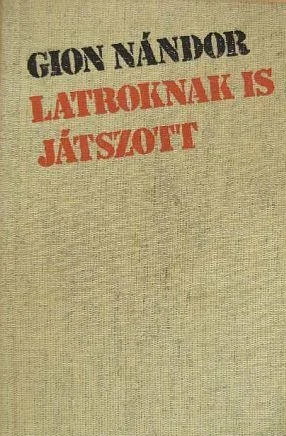 GION NÁNDOR
LATROKNAK IS
JÁTSZOTT